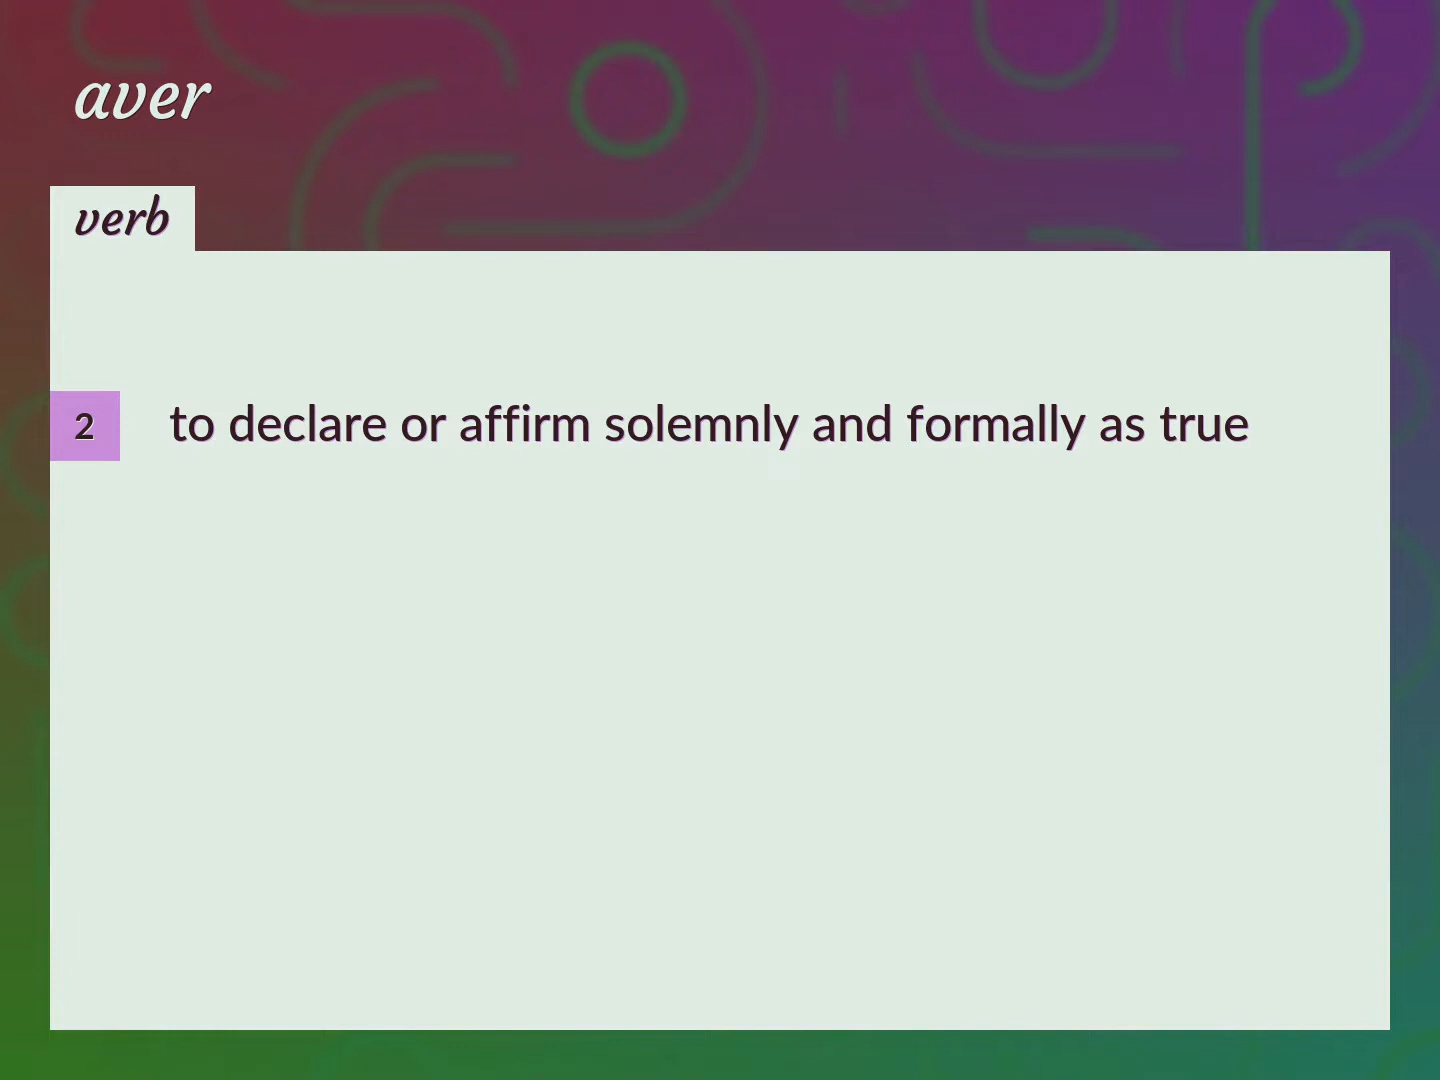 aver
verb
2 to declare or affirm solemnly and formally as true